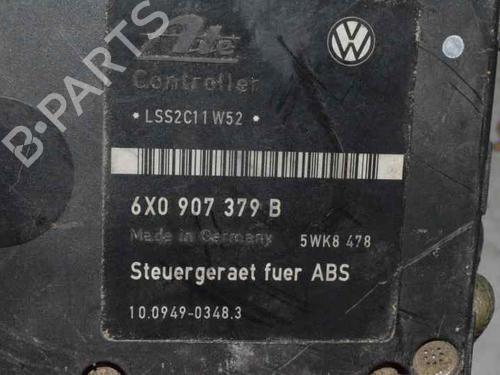 B-PARTS
Ate
Controller
• LSS2C11W52 •
6X0 907 379 B
Made in Germany 5WK8 478
Steuergeraet fuer ABS
10.0949-0348.3